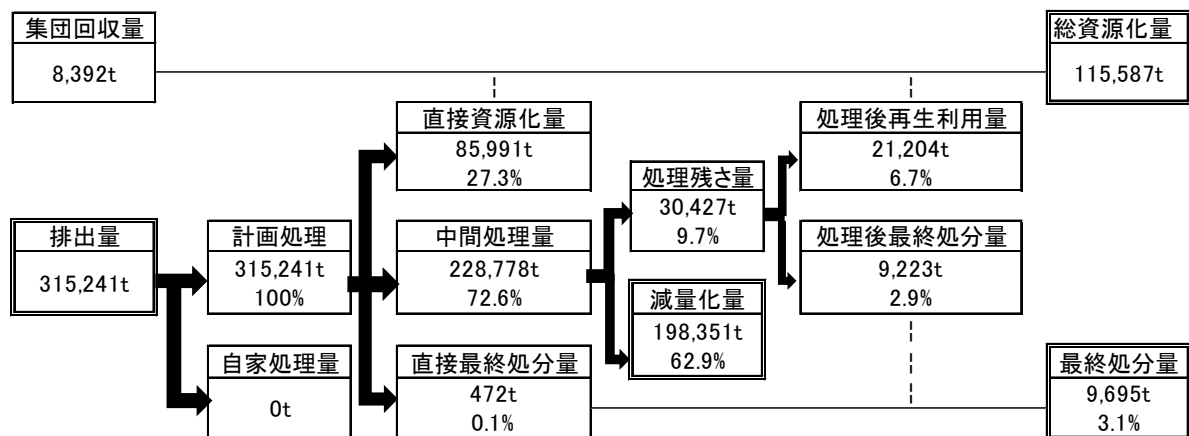 集団回収量
8,392t
総資源化量
115,587t
直接資源化量
85,991t
27.3%
処理後再生利用量
21,204t
6.7%
処理残さ量
30,427t
9.7%
排出量
315,241t
計画処理
315,241t
100%
中間処理量
228,778t
72.6%
処理後最終処分量
9,223t
2.9%
減量化量
198,351t
62.9%
自家処理量
0t
直接最終処分量
472t
0.1%
最終処分量
9,695t
3.1%